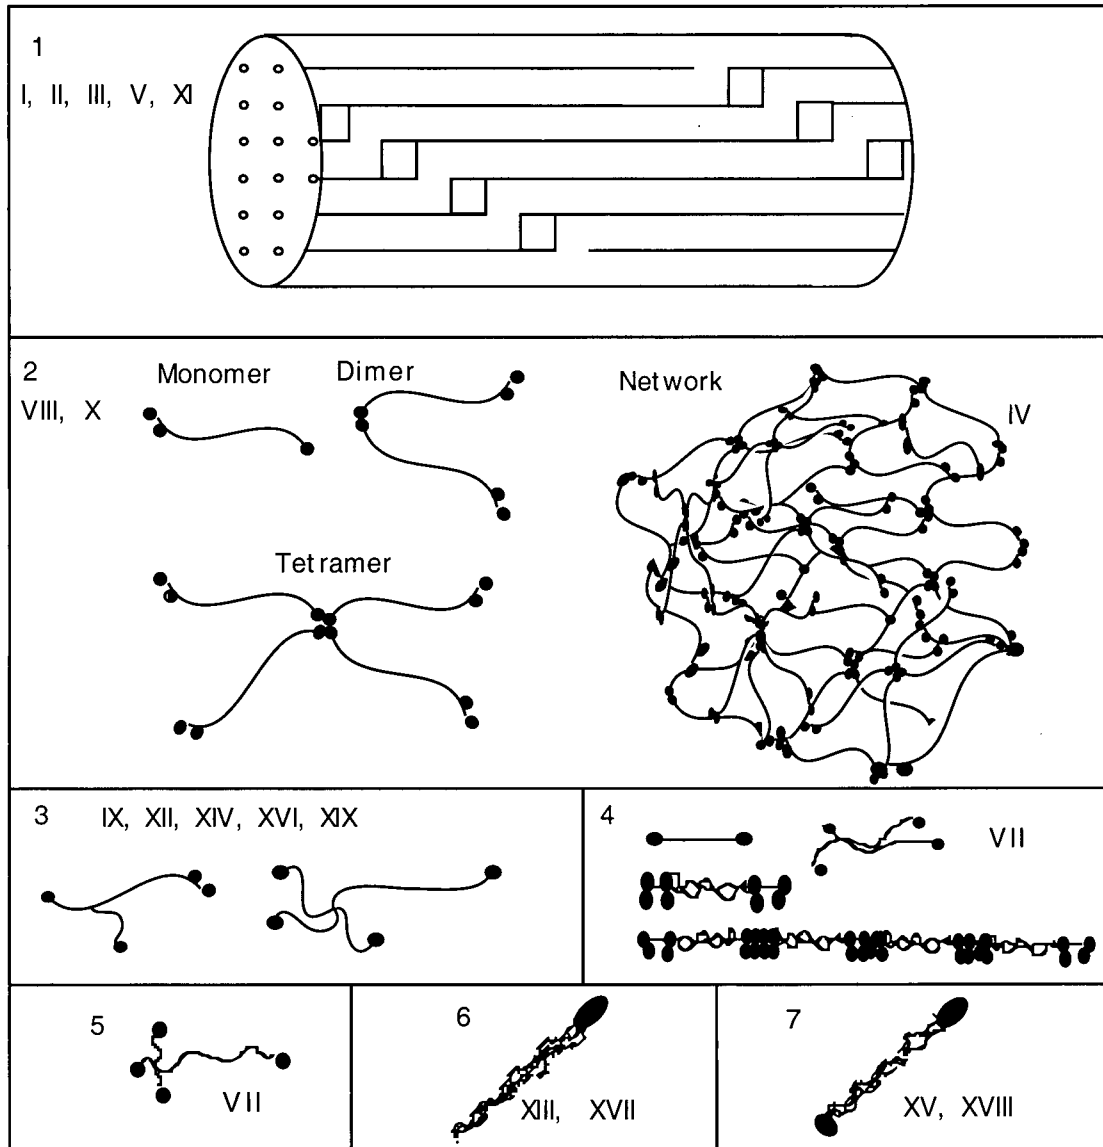 1
I, II, III, V, XI
2
Monomer
Dimer
Network
VIII, X
IV
Tetramer
3
IX, XII, XIV, XVI, XIX
4
VII
5
VII
6
XIII, XVII
7
XV, XVIII